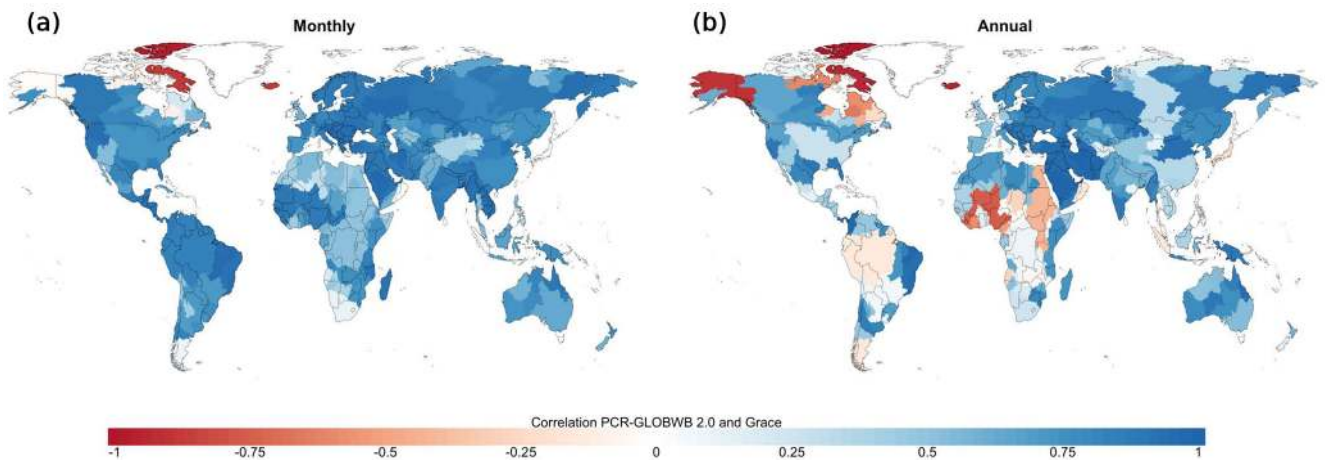 (a)
Monthly
(b)
Annual
Correlation PCR-GLOBWB 2.0 and Grace
-1 -0.75 -0.5 -0.25 0 0.25 0.5 0.75 1